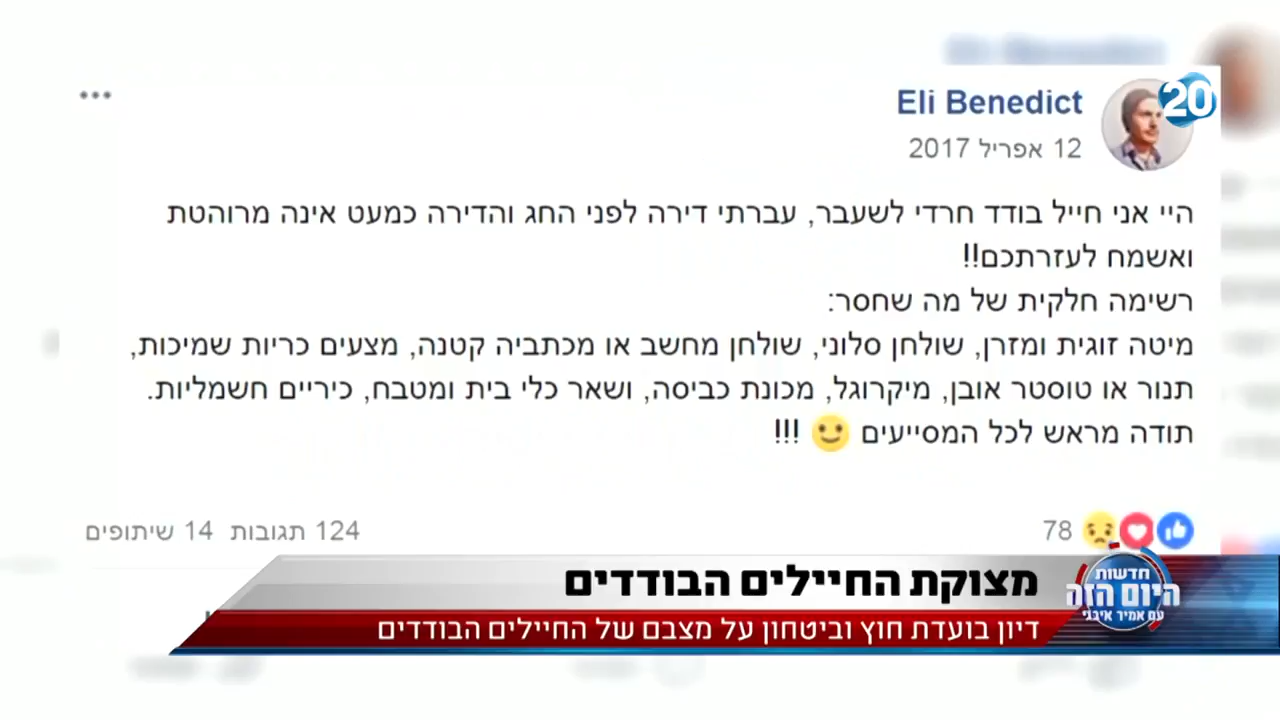 20
Eli Benedict
12 אפריל 2017
היי אני חייל בודד חרדי לשעבר, עברתי דירה לפני החג והדירה כמעט אינה מרוהטת
ואשמח לעזרתכם!!
רשימה חלקית של מה שחסר:
מיטה זוגית ומזרן, שולחן סלוני, שולחן מחשב או מכתביה קטנה, מצעים כריות שמיכות,
תנור או טוסטר אובן, מיקרוגל, מכונת כביסה, ושאר כלי בית ומטבח, כיריים חשמליות.
תודה מראש לכל המסייעים 🙂 !!!
78
124 תגובות 14 שיתופים
מצוקת החיילים הבודדים
דיון בועדת חוץ וביטחון על מצבם של החיילים הבודדים
חדשות
היום הזה
עם אמיר איבגי